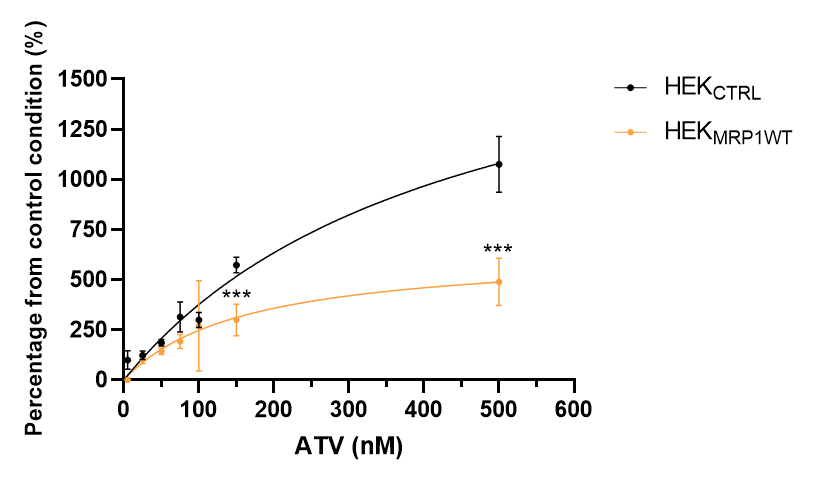 Percentage from control condition (%)
1500
1250
1000
750
500
250
0
0 100 200 300 400 500 600
ATV (nM)
***
***
HEKCTRL
HEKMRP1WT